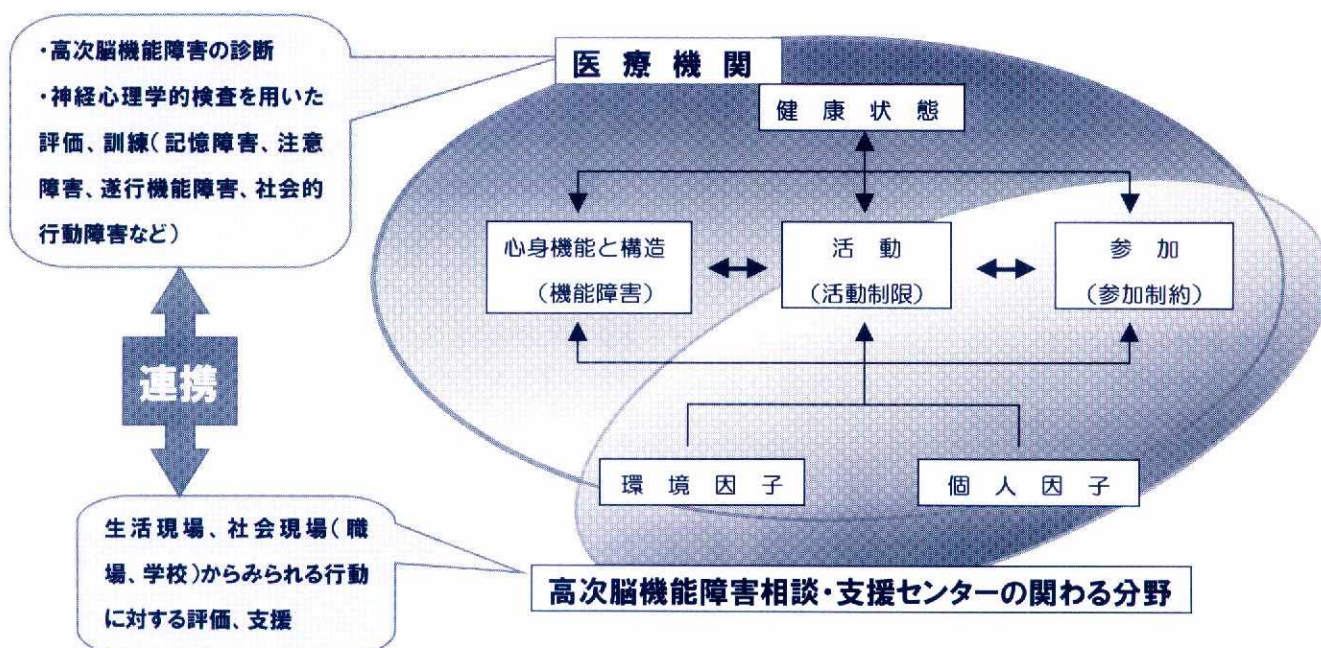 ・高次脳機能障害の診断
・神経心理学的検査を用いた
評価、訓練(記憶障害、注意
障害、遂行機能障害、社会的
行動障害など)
医療機関
健康状態
心身機能と構造
(機能障害)
活動
(活動制限)
参加
(参加制約)
連携
環境因子
個人因子
生活現場、社会現場(職
場、学校)からみられる行動
に対する評価、支援
高次脳機能障害相談・支援センターの関わる分野